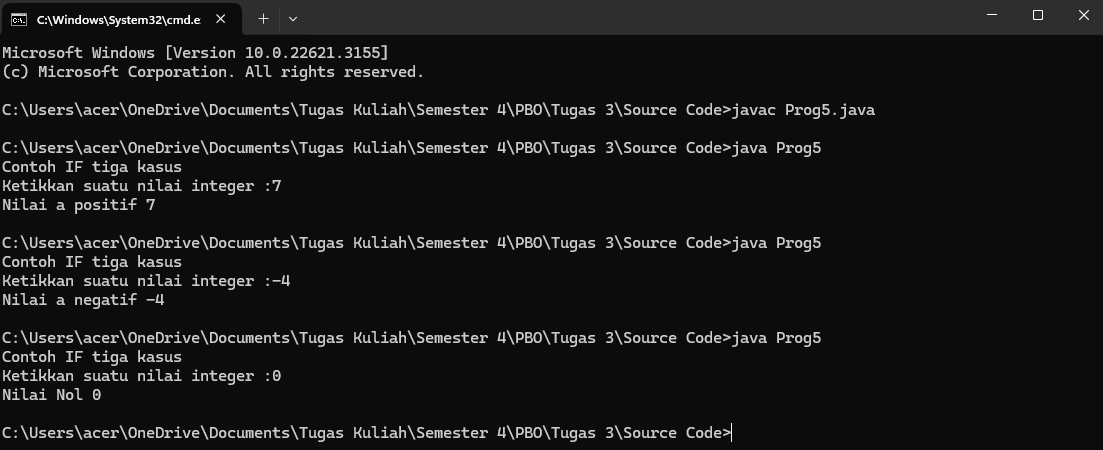 C:\Windows\System32\cmd.e
Microsoft Windows [Version 10.0.22621.3155]
(c) Microsoft Corporation. All rights reserved.
C:\Users\acer\OneDrive\Documents\Tugas Kuliah\Semester 4\PBO\Tugas 3\Source Code>javac Prog5.java
C:\Users\acer\OneDrive\Documents\Tugas Kuliah\Semester 4\PBO\Tugas 3\Source Code>java Prog5
Contoh IF tiga kasus
Ketikkan suatu nilai integer :7
Nilai a positif 7
C:\Users\acer\OneDrive\Documents\Tugas Kuliah\Semester 4\PBO\Tugas 3\Source Code>java Prog5
Contoh IF tiga kasus
Ketikkan suatu nilai integer :-4
Nilai a negatif -4
C:\Users\acer\OneDrive\Documents\Tugas Kuliah\Semester 4\PBO\Tugas 3\Source Code>java Prog5
Contoh IF tiga kasus
Ketikkan suatu nilai integer :0
Nilai Nol 0
C:\Users\acer\OneDrive\Documents\Tugas Kuliah\Semester 4\PBO\Tugas 3\Source Code>